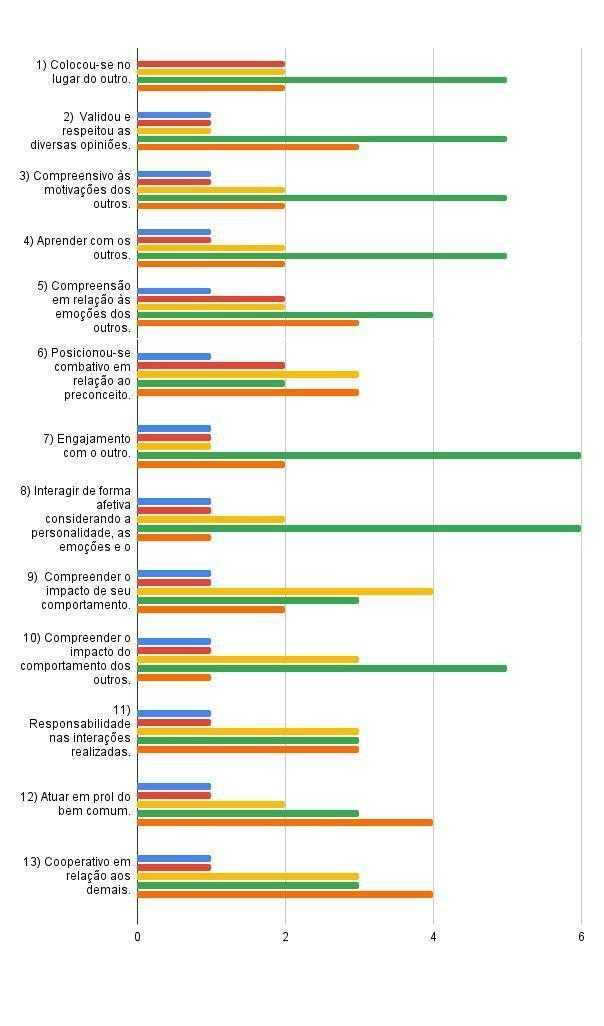 1) Colocou-se no
lugar do outro.
2)  Validou e
respeitou as
diversas opiniões.
3) Compreensivo às
motivações dos
outros.
4) Aprender com os
outros.
5) Compreensão
em relação às
emoções dos
outros.
6) Posicionou-se
combativo em
relação ao
preconceito.
7) Engajamento
com o outro.
8) Interagir de forma
afetiva
considerando a
personalidade, as
emoções e o
9)  Compreender o
impacto de seu
comportamento.
10) Compreender o
impacto do
comportamento dos
outros.
11)
Responsabilidade
nas interações
realizadas.
12) Atuar em prol do
bem comum.
13) Cooperativo em
relação aos
demais.
0 2 4 6